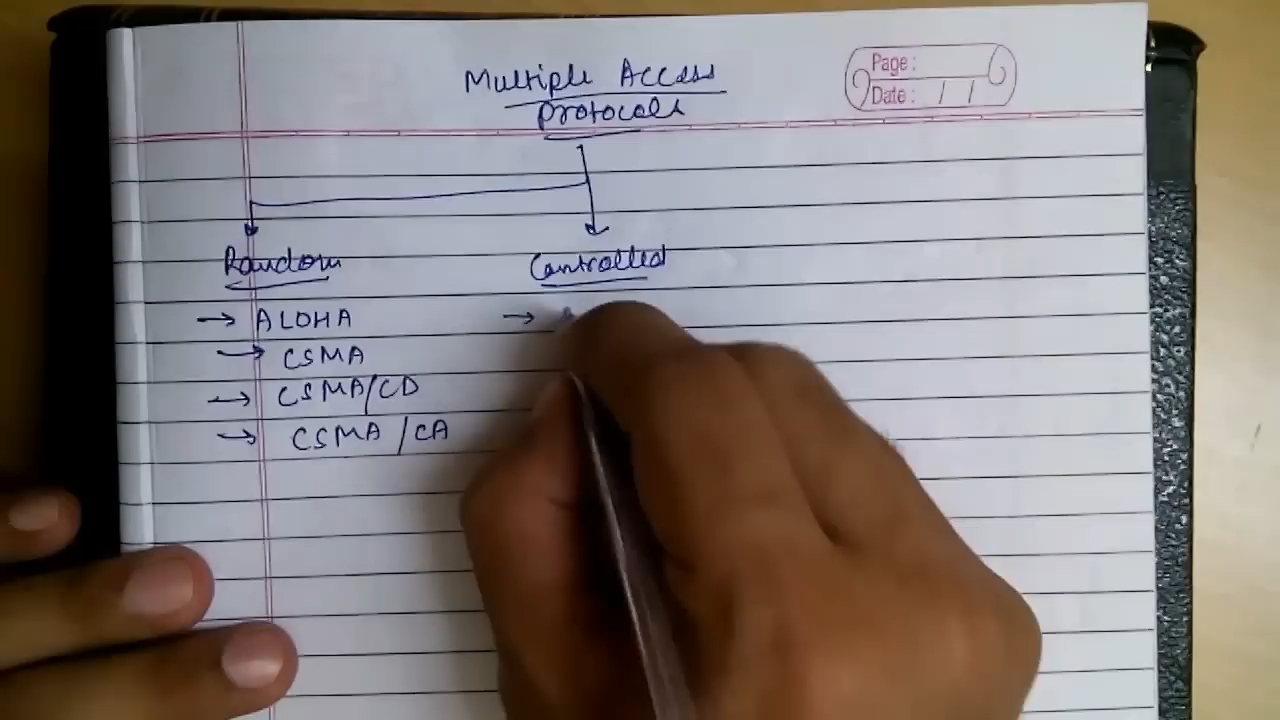 Multiple Access
Protocols
Page:
Date: / /
Random
Controlled
→ ALOHA
→
→ CSMA
→ CSMA/CD
→ CSMA /CA